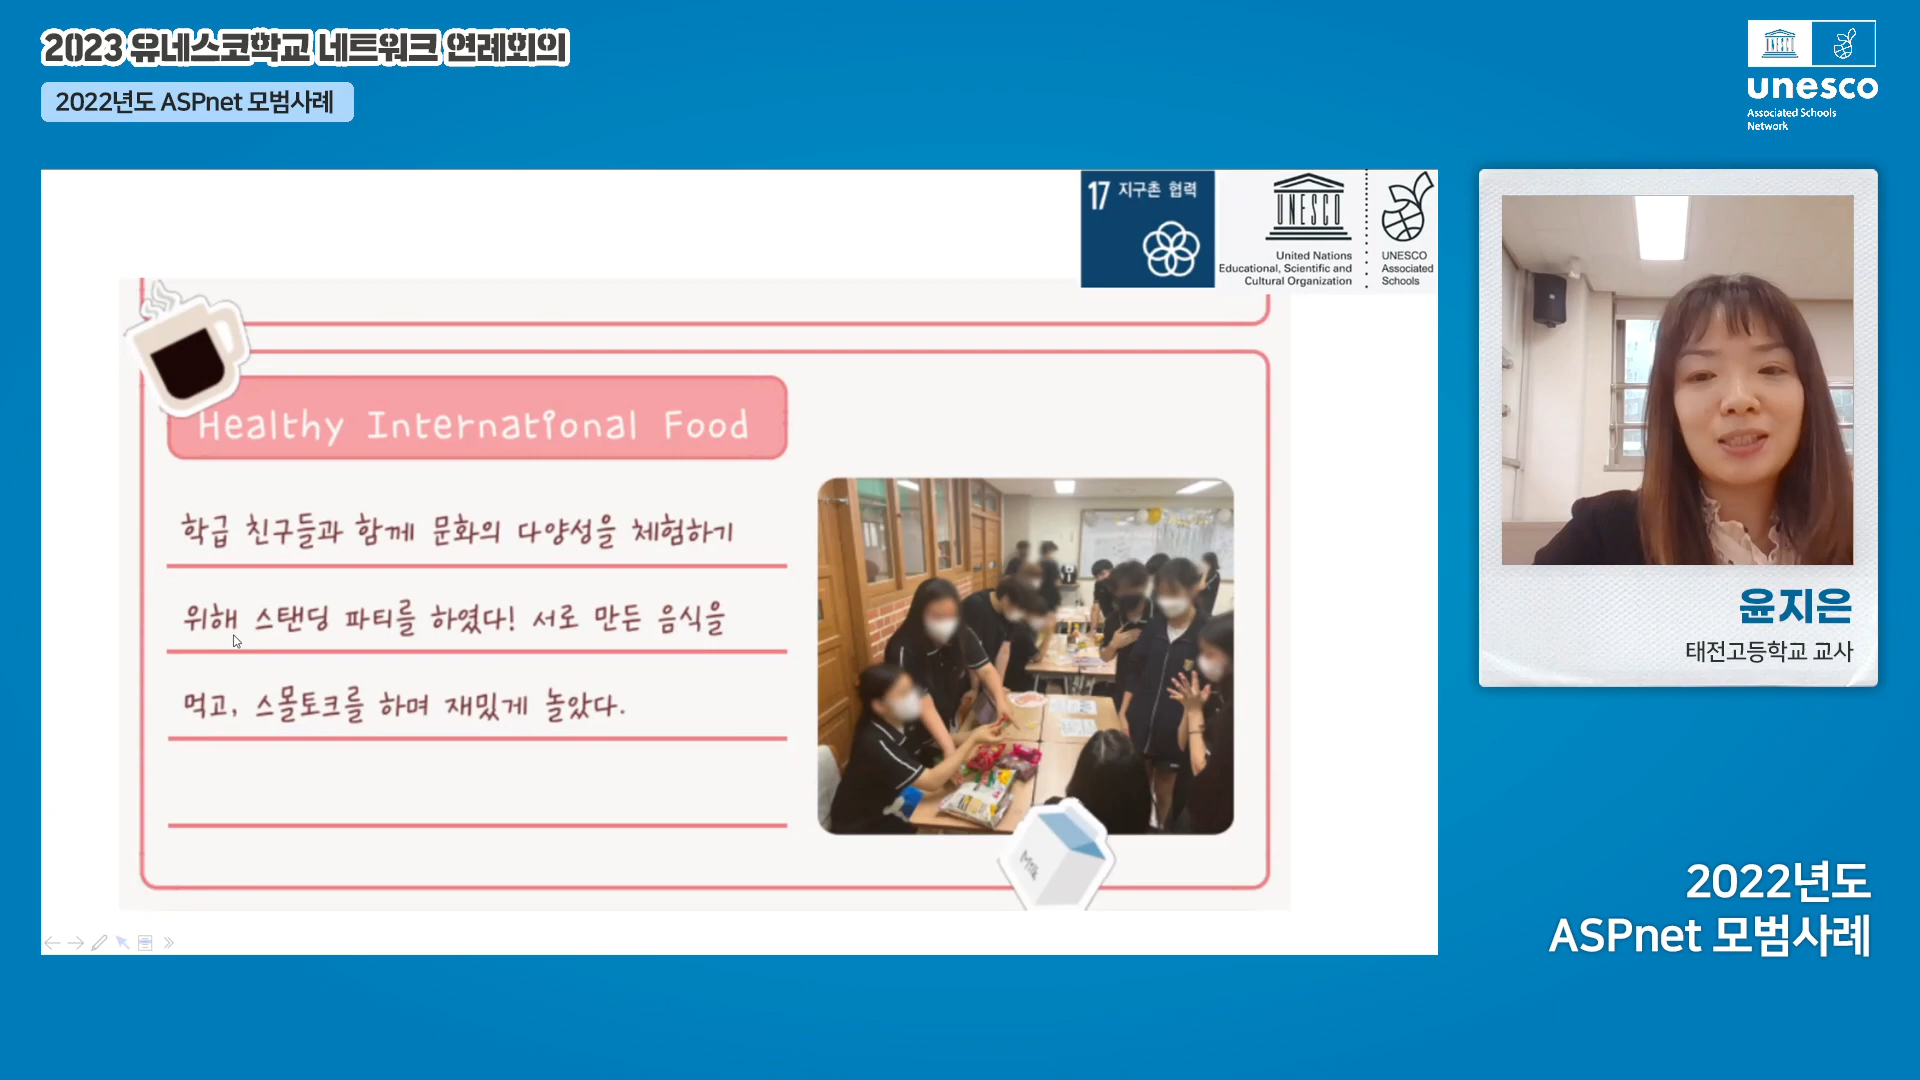 2023 유네스코학교 네트워크 연례회의
2022년도 ASPnet 모범사례
unesco
Associated Schools
Network
17 지구촌 협력
UNESCO
United Nations
Educational, Scientific and
Cultural Organization
UNESCO
Associated
Schools
Healthy International Food
학급 친구들과 함께 문화의 다양성을 체험하기
위해 스탠딩 파티를 하였다! 서로 만든 음식을
먹고, 스몰토크를 하며 재밌게 놀았다.
Milk
윤지은
태전고등학교 교사
2022년도
ASPnet 모범사례